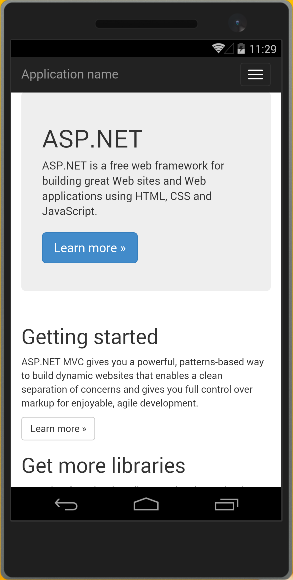 11:29
Application name
ASP.NET
ASP.NET is a free web framework for
building great Web sites and Web
applications using HTML, CSS and
JavaScript.
Learn more »
Getting started
ASP.NET MVC gives you a powerful, patterns-based way
to build dynamic websites that enables a clean
separation of concerns and gives you full control over
markup for enjoyable, agile development.
Learn more »
Get more libraries